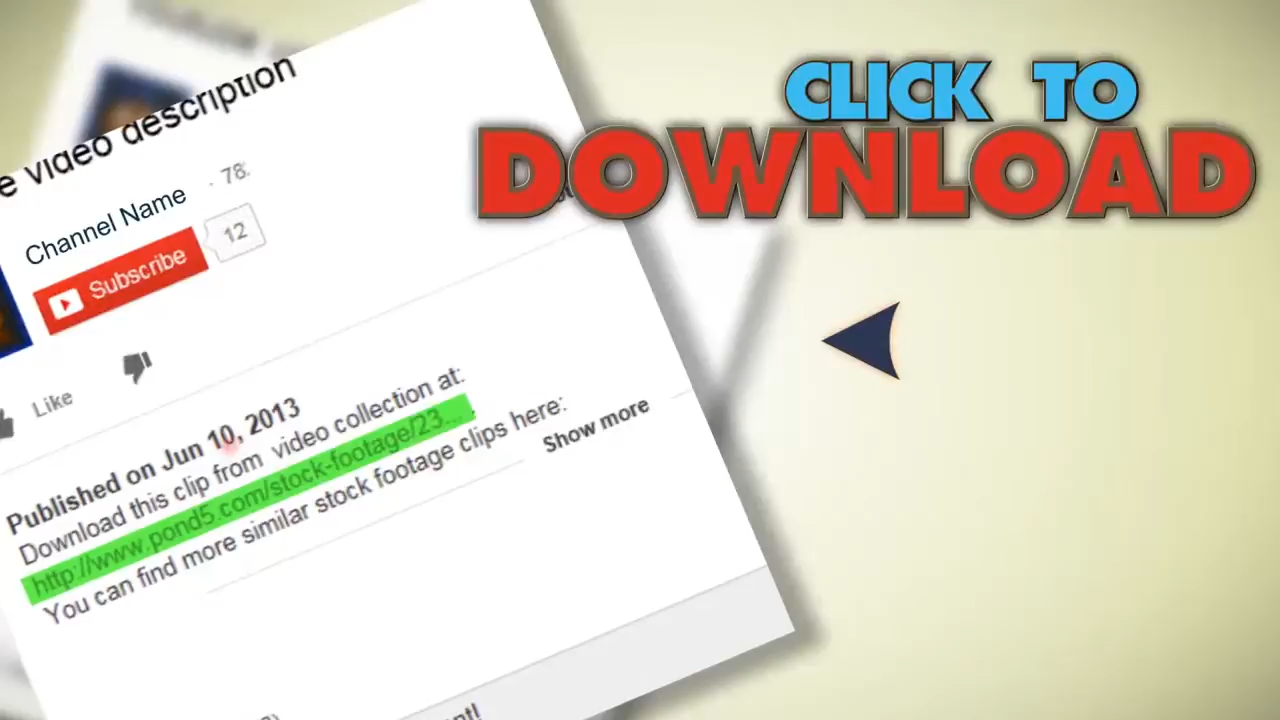 CLICK TO
DOWNLOAD
e video description
Channel Name
78
Subscribe
12
Like
Published on Jun 10, 2013
Download this clip from video collection at:
http://www.pond5.com/stock-footage/23...
You can find more similar stock footage clips here:
Show more